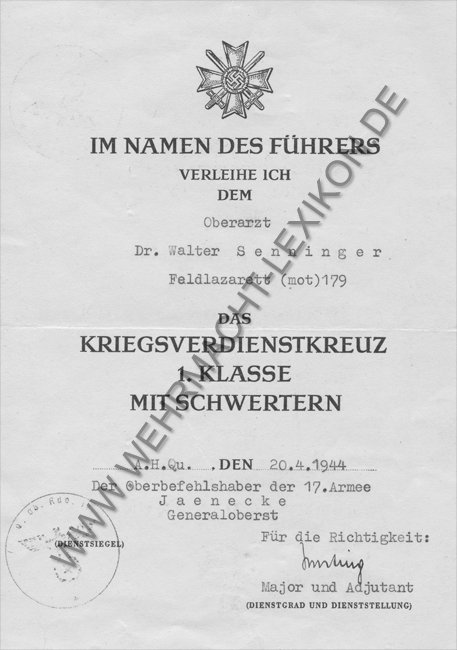 IM NAMEN DES FÜHRERS
VERLEIHE ICH
DEM
Oberarzt
Dr. Walter Senninger
Feldlazarett (mot)179
DAS
KRIEGSVERDIENSTKREUZ
1. KLASSE
MIT SCHWERTERN
A.H.Qu. , DEN 20.4.1944
Der Oberbefehlshaber der 17.Armee
Jaenecke
Generaloberst
Für die Richtigkeit:
(DIENSTSIEGEL)
Major und Adjutant
(DIENSTGRAD UND DIENSTSTELLUNG)
WWW.WEHRMACHT-LEXIKON.DE